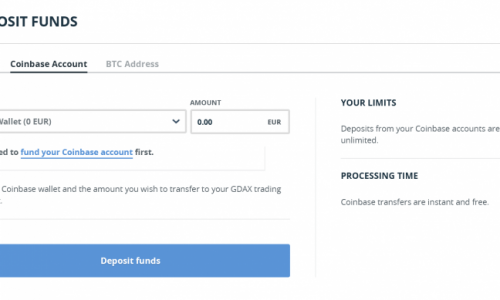 OSIT FUNDS
Coinbase Account BTC Address
AMOUNT
Wallet (0 EUR) 0.00 EUR
ed to fund your Coinbase account first.
Coinbase wallet and the amount you wish to transfer to your GDAX trading
t.
Deposit funds
YOUR LIMITS
Deposits from your Coinbase accounts are
unlimited.
PROCESSING TIME
Coinbase transfers are instant and free.